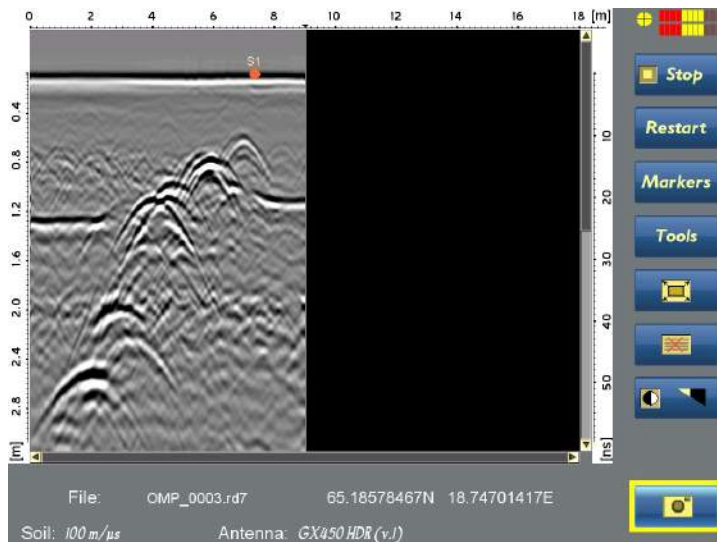 0 2 4 6 8 10 12 14 16 18 [m]
S1
Stop
0.4
10
Restart
0.8
Markers
1.2
20
Tools
1.6
30
2.0
40
2.4
50
2.8
[m] [ns]
File: OMP_0003.rd7 65.18578467N 18.74701417E
Soil: 100 m/µs Antenna: GX450 HDR (v.1)